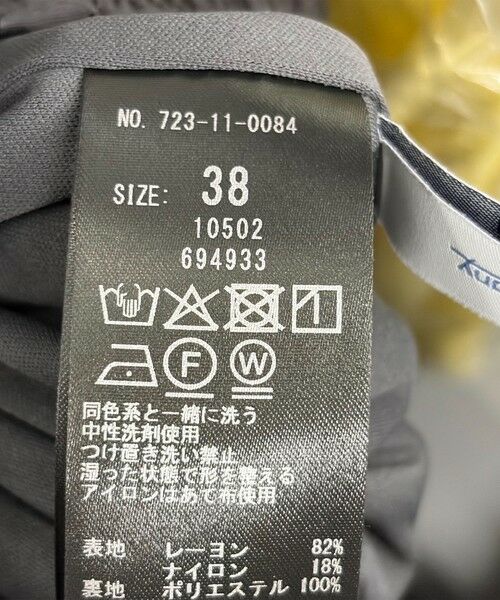 NO. 723-11-0084
SIZE: 38
10502
694933
F W
同色系と一緒に洗う
中性洗剤使用
つけ置き洗い禁止
湿った状態で形を整える
アイロンはあて布使用
表地 レーヨン 82%
ナイロン 18%
裏地 ポリエステル 100%